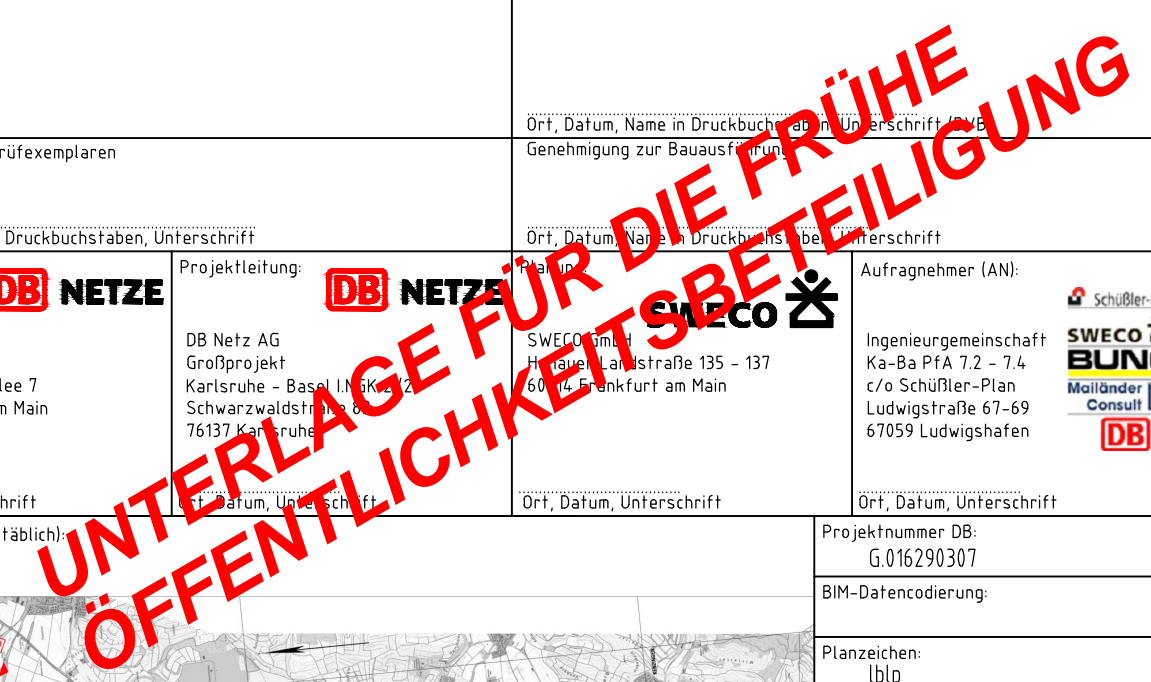 Ort, Datum, Name in Druckbuchstaben, Unterschrift (BVB)
rüfexemplaren
Genehmigung zur Bauausführung
Druckbuchstaben, Unterschrift
Ort, Datum, Name in Druckbuchstaben, Unterschrift
DB NETZE
Projektleitung:
DB NETZE
DB Netz AG
Großprojekt
Karlsruhe - Basel
Schwarzwaldstraße
76137 Karlsruhe
Planung:
SWECO
SWECO GmbH
Hanauer Landstraße 135 - 137
Frankfurt am Main
Aufragnehmer (AN):
Ingenieurgemeinschaft
Ka-Ba PfA 7.2 - 7.4
c/o Schüßler-Plan
Ludwigstraße 67-69
67059 Ludwigshafen
Schüßler-
SWECO
BUN
Mailänder
Consult
DB
lee 7
m Main
hrift
Ort, Datum, Unterschrift
Ort, Datum, Unterschrift
Ort, Datum, Unterschrift
UNTERLAGE FÜR DIE FRÜHE
ÖFFENTLICHKEITSBETEILIGUNG
täblich):
Projektnummer DB:
G.016290307
BIM-Datencodierung:
Planzeichen:
lblp